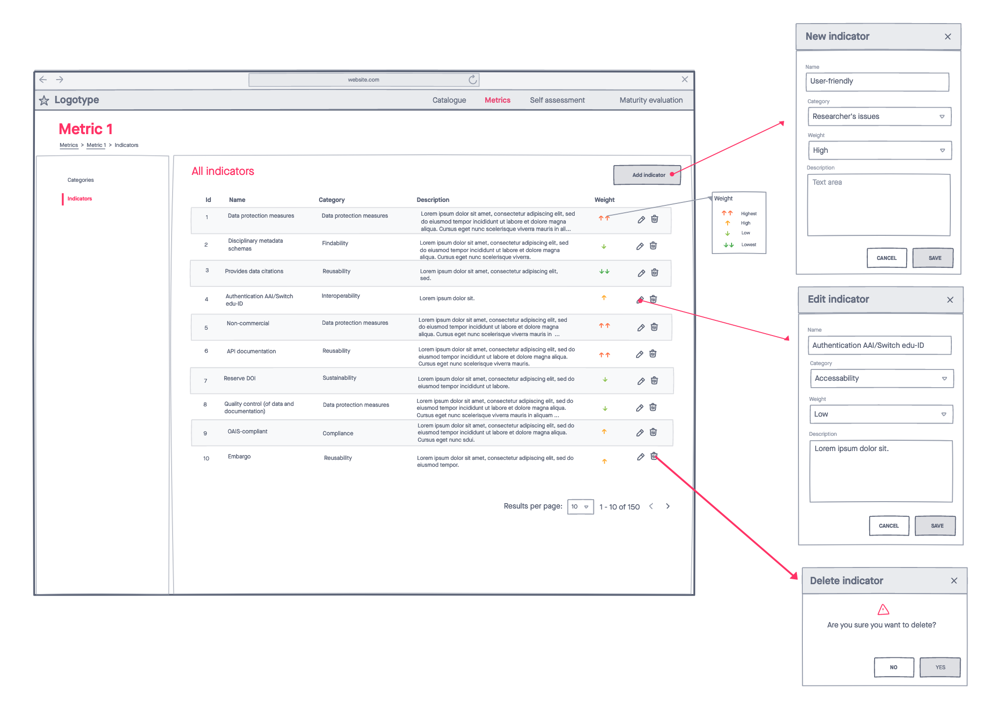 website.com
Logotype
Catalogue
Metrics
Self assessment
Maturity evaluation
Metric 1
Metrics > Metric 1 > Indicators
Categories
Indicators
All indicators
Add indicator
Id Name Category Description Weight
1 Data protection measures Data protection measures
Lorem ipsum dolor sit amet, consectetur adipiscing elit, sed
do eiusmod tempor incididunt ut labore et dolore magna
aliqua. Cursus eget nunc scelerisque viverra mauris in ali...
2
Disciplinary metadata
schemas
Findability
Lorem ipsum dolor sit amet, consectetur adipiscing elit, sed
do eiusmod tempor incididunt ut labore et dolore magna
aliqua. Cursus eget nunc scelerisque viverra.
3 Provides data citations Reusability
Lorem ipsum dolor sit amet, consectetur adipiscing elit,
sed.
4
Authentication AAI/Switch
edu-ID
Interoperability
Lorem ipsum dolor sit.
5 Non-commercial Data protection measures
Lorem ipsum dolor sit amet, consectetur adipiscing elit, sed
do eiusmod tempor incididunt ut labore et dolore magna
aliqua. Cursus eget nunc scelerisque viverra mauris in ...
6 API documentation Reusability
Lorem ipsum dolor sit amet, consectetur adipiscing elit, sed do
eiusmod tempor incididunt ut labore et dolore magna aliqua.
Cursus eget nunc scelerisque viverra mauris.
7 Reserve DOI Sustainability
Lorem ipsum dolor sit amet, consectetur adipiscing elit, sed do
eiusmod tempor incididunt ut labore.
8
Quality control (of data and
documentation)
Data protection measures
Lorem ipsum dolor sit amet, consectetur adipiscing elit, sed do
eiusmod tempor incididunt ut labore et dolore magna aliqua.
Cursus eget nunc scelerisque viverra mauris in aliquam ...
9 OAIS-compliant Compliance
Lorem ipsum dolor sit amet, consectetur adipiscing elit, sed do
eiusmod tempor incididunt ut labore et dolore magna aliqua.
Cursus eget nunc sdui.
10 Embargo Reusability
Lorem ipsum dolor sit amet, consectetur adipiscing elit, sed do
eiusmod tempor.
Results per page: 10 1 - 10 of 150
Weight
Highest
High
Low
Lowest
New indicator
Name
User-friendly
Category
Researcher's issues
Weight
High
Description
Text area
CANCEL SAVE
Edit indicator
Name
Authentication AAI/Switch edu-ID
Category
Accessability
Weight
Low
Description
Lorem ipsum dolor sit.
CANCEL SAVE
Delete indicator
Are you sure you want to delete?
NO YES